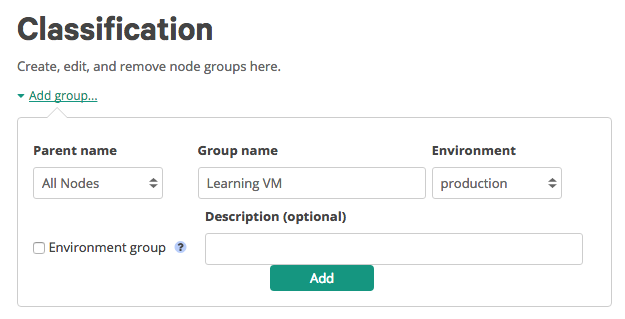 Classification
Create, edit, and remove node groups here.
Add group...
Parent name Group name Environment
All Nodes Learning VM production
Description (optional)
Environment group ?
Add